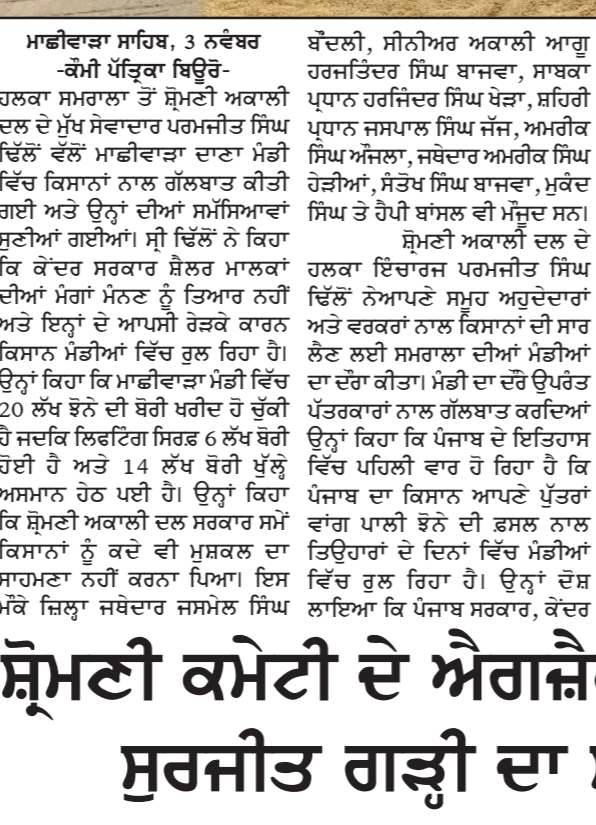 ਮਾਛੀਵਾੜਾ ਸਾਹਿਬ, 3 ਨਵੰਬਰ
-ਕੌਮੀ ਪੱਤ੍ਰਿਕਾ ਬਿਊਰੋ-
ਹਲਕਾ ਸਮਰਾਲਾ ਤੋਂ ਸ਼੍ਰੋਮਣੀ ਅਕਾਲੀ
ਦਲ ਦੇ ਮੁੱਖ ਸੇਵਾਦਾਰ ਪਰਮਜੀਤ ਸਿੰਘ
ਢਿੱਲੋਂ ਵੱਲੋਂ ਮਾਛੀਵਾੜਾ ਦਾਣਾ ਮੰਡੀ
ਵਿੱਚ ਕਿਸਾਨਾਂ ਨਾਲ ਗੱਲਬਾਤ ਕੀਤੀ
ਗਈ ਅਤੇ ਉਨ੍ਹਾਂ ਦੀਆਂ ਸਮੱਸਿਆਵਾਂ
ਸੁਣੀਆਂ ਗਈਆਂ। ਸ੍ਰੀ ਢਿੱਲੋਂ ਨੇ ਕਿਹਾ
ਕਿ ਕੇਂਦਰ ਸਰਕਾਰ ਸ਼ੈਲਰ ਮਾਲਕਾਂ
ਦੀਆਂ ਮੰਗਾਂ ਮੰਨਣ ਨੂੰ ਤਿਆਰ ਨਹੀਂ
ਅਤੇ ਇਨ੍ਹਾਂ ਦੇ ਆਪਸੀ ਰੇੜਕੇ ਕਾਰਨ
ਕਿਸਾਨ ਮੰਡੀਆਂ ਵਿੱਚ ਰੁਲ ਰਿਹਾ ਹੈ।
ਉਨ੍ਹਾਂ ਕਿਹਾ ਕਿ ਮਾਛੀਵਾੜਾ ਮੰਡੀ ਵਿੱਚ
20 ਲੱਖ ਝੋਨੇ ਦੀ ਬੋਰੀ ਖਰੀਦ ਹੋ ਚੁੱਕੀ
ਹੈ ਜਦਕਿ ਲਿਫਟਿੰਗ ਸਿਰਫ਼ 6 ਲੱਖ ਬੋਰੀ
ਹੋਈ ਹੈ ਅਤੇ 14 ਲੱਖ ਬੋਰੀ ਖੁੱਲ੍ਹੇ
ਅਸਮਾਨ ਹੇਠ ਪਈ ਹੈ। ਉਨ੍ਹਾਂ ਕਿਹਾ
ਕਿ ਸ਼੍ਰੋਮਣੀ ਅਕਾਲੀ ਦਲ ਸਰਕਾਰ ਸਮੇਂ
ਕਿਸਾਨਾਂ ਨੂੰ ਕਦੇ ਵੀ ਮੁਸ਼ਕਲ ਦਾ
ਸਾਹਮਣਾ ਨਹੀਂ ਕਰਨਾ ਪਿਆ। ਇਸ
ਮੌਕੇ ਜ਼ਿਲ੍ਹਾ ਜਥੇਦਾਰ ਜਸਮੇਲ ਸਿੰਘ
ਬੌਂਦਲੀ, ਸੀਨੀਅਰ ਅਕਾਲੀ ਆਗੂ
ਹਰਜਤਿੰਦਰ ਸਿੰਘ ਬਾਜਵਾ, ਸਾਬਕਾ
ਪ੍ਰਧਾਨ ਹਰਜਿੰਦਰ ਸਿੰਘ ਖੇੜਾ, ਸ਼ਹਿਰੀ
ਪ੍ਰਧਾਨ ਜਸਪਾਲ ਸਿੰਘ ਜੱਜ, ਅਮਰੀਕ
ਸਿੰਘ ਔਜਲਾ, ਜਥੇਦਾਰ ਅਮਰੀਕ ਸਿੰਘ
ਹੇੜੀਆਂ, ਸੰਤੋਖ ਸਿੰਘ ਬਾਜਵਾ, ਮੁਕੰਦ
ਸਿੰਘ ਤੇ ਹੈਪੀ ਬਾਂਸਲ ਵੀ ਮੌਜੂਦ ਸਨ।
ਸ਼੍ਰੋਮਣੀ ਅਕਾਲੀ ਦਲ ਦੇ
ਹਲਕਾ ਇੰਚਾਰਜ ਪਰਮਜੀਤ ਸਿੰਘ
ਢਿੱਲੋਂ ਨੇਆਪਣੇ ਸਮੂਹ ਅਹੁਦੇਦਾਰਾਂ
ਅਤੇ ਵਰਕਰਾਂ ਨਾਲ ਕਿਸਾਨਾਂ ਦੀ ਸਾਰ
ਲੈਣ ਲਈ ਸਮਰਾਲਾ ਦੀਆਂ ਮੰਡੀਆਂ
ਦਾ ਦੌਰਾ ਕੀਤਾ। ਮੰਡੀ ਦਾ ਦੌਰੇ ਉਪਰੰਤ
ਪੱਤਰਕਾਰਾਂ ਨਾਲ ਗੱਲਬਾਤ ਕਰਦਿਆਂ
ਉਨ੍ਹਾਂ ਕਿਹਾ ਕਿ ਪੰਜਾਬ ਦੇ ਇਤਿਹਾਸ
ਵਿੱਚ ਪਹਿਲੀ ਵਾਰ ਹੋ ਰਿਹਾ ਹੈ ਕਿ
ਪੰਜਾਬ ਦਾ ਕਿਸਾਨ ਆਪਣੇ ਪੁੱਤਰਾਂ
ਵਾਂਗ ਪਾਲੀ ਝੋਨੇ ਦੀ ਫ਼ਸਲ ਨਾਲ
ਤਿਉਹਾਰਾਂ ਦੇ ਦਿਨਾਂ ਵਿੱਚ ਮੰਡੀਆਂ
ਵਿੱਚ ਰੁਲ ਰਿਹਾ ਹੈ। ਉਨ੍ਹਾਂ ਦੋਸ਼
ਲਾਇਆ ਕਿ ਪੰਜਾਬ ਸਰਕਾਰ, ਕੇਂਦਰ
ਸ਼੍ਰੋਮਣੀ ਕਮੇਟੀ ਦੇ
ਸੁਰਜੀਤ ਗੜ੍ਹੀ ਦਾ